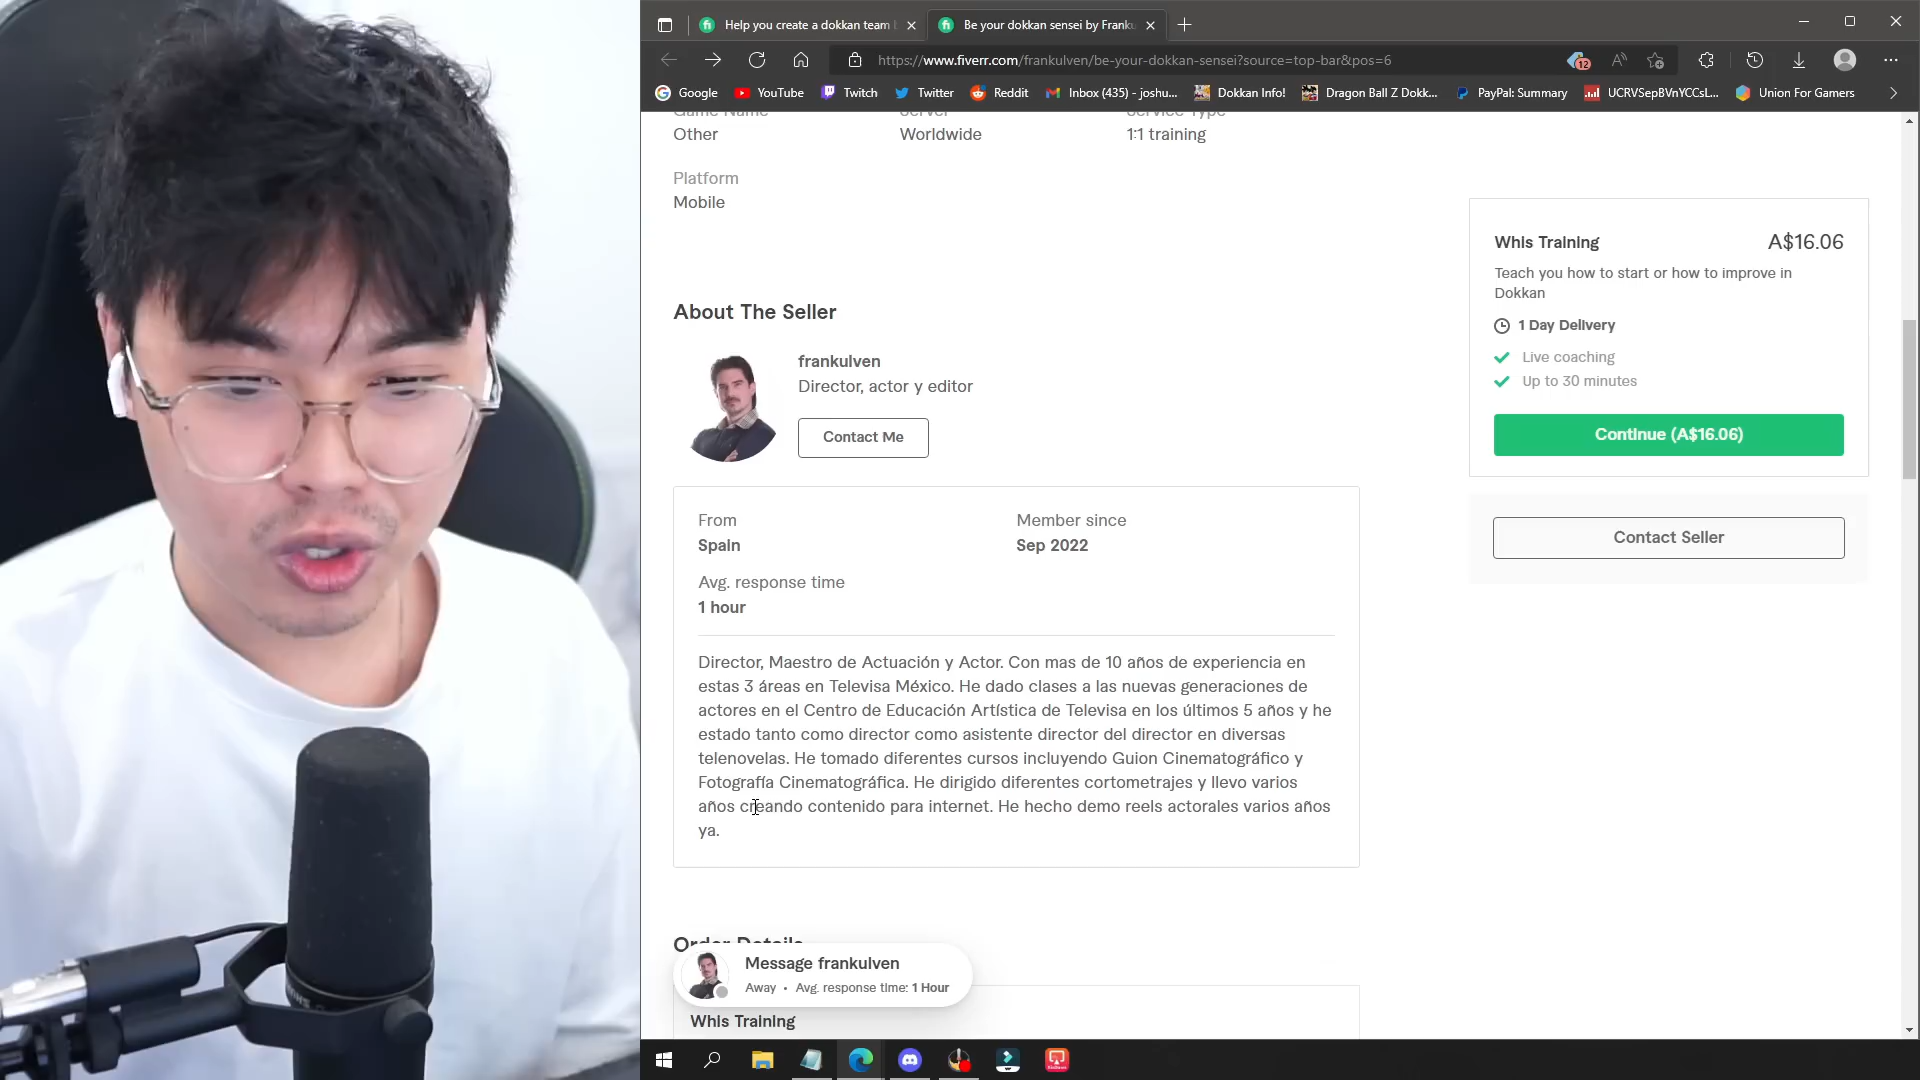 Help you create a dokkan team
Be your dokkan sensei by Franku
https://www.fiverr.com/frankulven/be-your-dokkan-sensei?source=top-bar&pos=6
12
Google
YouTube
Twitch
Twitter
Reddit
Inbox (435) - joshu...
Dokkan Info!
Dragon Ball Z Dokk...
PayPal: Summary
UCRVSepBVnYCCsL...
Union For Gamers
Game Name
Server
Service Type
Other
Worldwide
1:1 training
Platform
Mobile
About The Seller
frankulven
Director, actor y editor
Contact Me
From
Member since
Spain
Sep 2022
Avg. response time
1 hour
Director, Maestro de Actuación y Actor. Con mas de 10 años de experiencia en
estas 3 áreas en Televisa México. He dado clases a las nuevas generaciones de
actores en el Centro de Educación Artística de Televisa en los últimos 5 años y he
estado tanto como director como asistente director del director en diversas
telenovelas. He tomado diferentes cursos incluyendo Guion Cinematográfico y
Fotografía Cinematográfica. He dirigido diferentes cortometrajes y llevo varios
años creando contenido para internet. He hecho demo reels actorales varios años
ya.
Order Details
Message frankulven
Away • Avg. response time: 1 Hour
Whis Training
Whis Training
A$16.06
Teach you how to start or how to improve in
Dokkan
1 Day Delivery
Live coaching
Up to 30 minutes
Continue (A$16.06)
Contact Seller